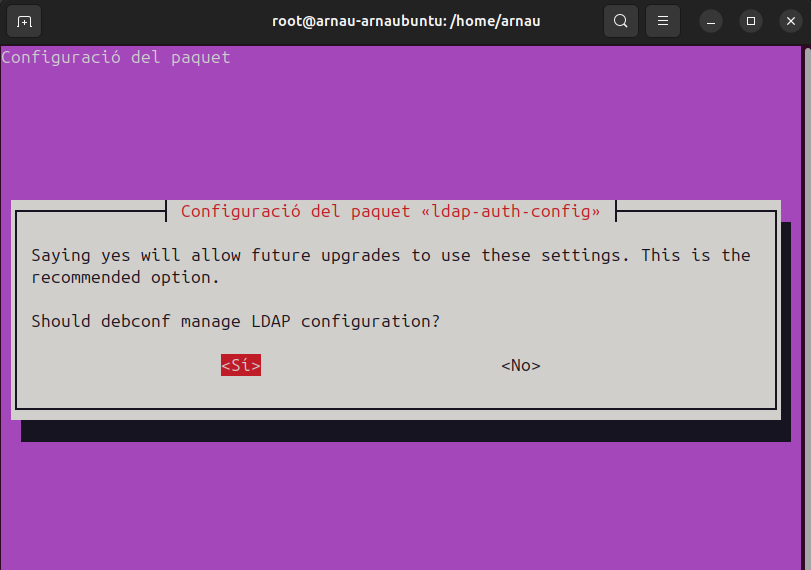 root@arnau-arnaubuntu: /home/arnau
Configuració del paquet
Configuració del paquet «ldap-auth-config»
Saying yes will allow future upgrades to use these settings. This is the
recommended option.
Should debconf manage LDAP configuration?
<Sí> <No>